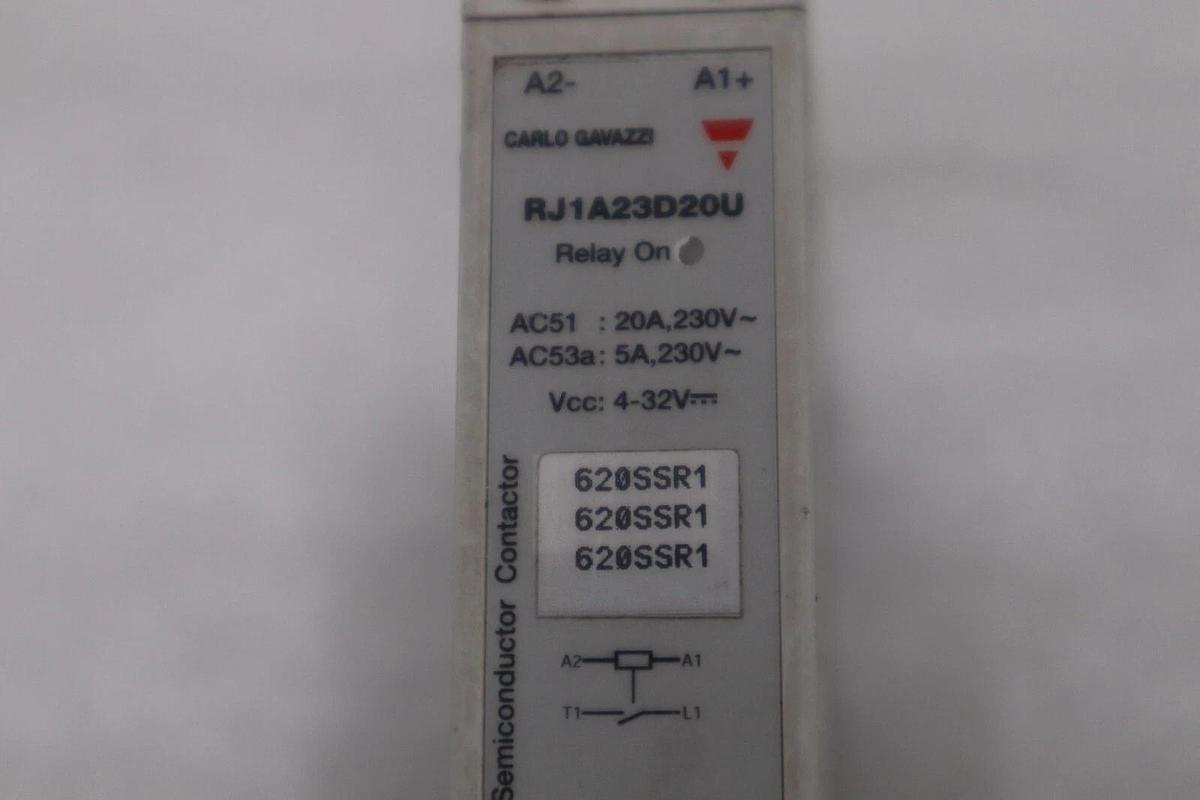 A2- A1+
CARLO GAVAZZI
RJ1A23D20U
Relay On
AC51 : 20A,230V~
AC53a: 5A,230V~
Vcc: 4-32V⎓
620SSR1
620SSR1
620SSR1
Semiconductor Contactor
A2 A1
T1 L1